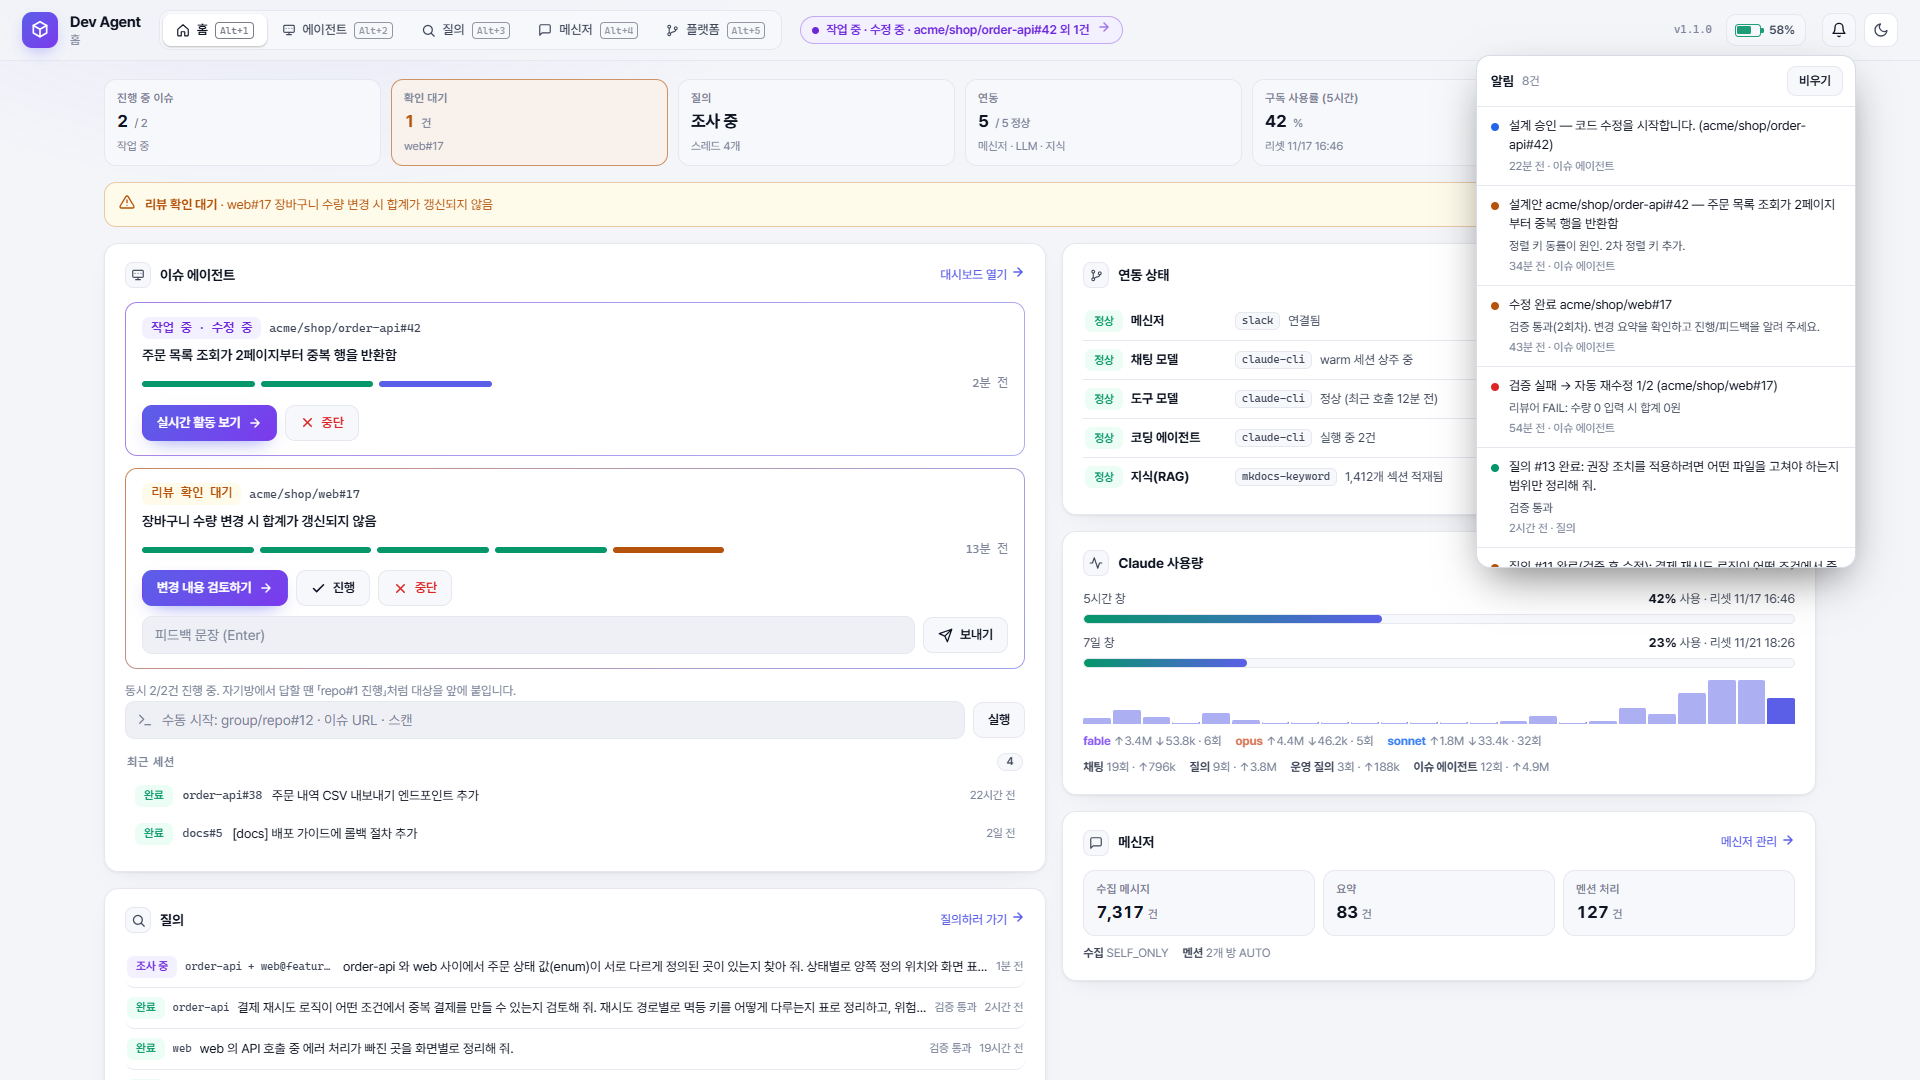 Dev Agent
홈
홈 Alt+1
에이전트 Alt+2
질의 Alt+3
메신저 Alt+4
플랫폼 Alt+5
작업 중 · 수정 중 · acme/shop/order-api#42 외 1건
v1.1.0
58%
진행 중 이슈
2 / 2
작업 중
확인 대기
1 건
web#17
질의
조사 중
스레드 4개
연동
5 / 5 정상
메신저 · LLM · 지식
구독 사용률 (5시간)
42 %
리셋 11/17 16:46
리뷰 확인 대기 · web#17 장바구니 수량 변경 시 합계가 갱신되지 않음
알림 8건
비우기
설계 승인 — 코드 수정을 시작합니다. (acme/shop/order-
api#42)
22분 전 · 이슈 에이전트
설계안 acme/shop/order-api#42 — 주문 목록 조회가 2페이지
부터 중복 행을 반환함
정렬 키 동률이 원인. 2차 정렬 키 추가.
34분 전 · 이슈 에이전트
수정 완료 acme/shop/web#17
검증 통과(2회차). 변경 요약을 확인하고 진행/피드백을 알려 주세요.
43분 전 · 이슈 에이전트
검증 실패 → 자동 재수정 1/2 (acme/shop/web#17)
리뷰어 FAIL: 수량 0 입력 시 합계 0원
54분 전 · 이슈 에이전트
질의 #13 완료: 권장 조치를 적용하려면 어떤 파일을 고쳐야 하는지
범위만 정리해 줘.
검증 통과
2시간 전 · 질의
질의 #11 완료(검증 후 수정): 결제 재시도 로직이 어떤 조건에서 중
이슈 에이전트
대시보드 열기
작업 중 · 수정 중 acme/shop/order-api#42
주문 목록 조회가 2페이지부터 중복 행을 반환함
2분 전
실시간 활동 보기
중단
리뷰 확인 대기 acme/shop/web#17
장바구니 수량 변경 시 합계가 갱신되지 않음
13분 전
변경 내용 검토하기
진행
중단
피드백 문장 (Enter)
보내기
동시 2/2건 진행 중. 자기방에서 답할 땐 「repo#1 진행」처럼 대상을 앞에 붙입니다.
수동 시작: group/repo#12 · 이슈 URL · 스캔
실행
최근 세션
4
완료 order-api#38 주문 내역 CSV 내보내기 엔드포인트 추가 22시간 전
완료 docs#5 [docs] 배포 가이드에 롤백 절차 추가 2일 전
질의
질의하러 가기
조사 중 order-api + web@featur… order-api 와 web 사이에서 주문 상태 값(enum)이 서로 다르게 정의된 곳이 있는지 찾아 줘. 상태별로 양쪽 정의 위치와 화면 표… 1분 전
완료 order-api 결제 재시도 로직이 어떤 조건에서 중복 결제를 만들 수 있는지 검토해 줘. 재시도 경로별로 멱등 키를 어떻게 다루는지 표로 정리하고, 위험… 검증 통과 2시간 전
완료 web web 의 API 호출 중 에러 처리가 빠진 곳을 화면별로 정리해 줘. 검증 통과 19시간 전
연동 상태
정상 메신저 slack 연결됨
정상 채팅 모델 claude-cli warm 세션 상주 중
정상 도구 모델 claude-cli 정상 (최근 호출 12분 전)
정상 코딩 에이전트 claude-cli 실행 중 2건
정상 지식(RAG) mkdocs-keyword 1,412개 섹션 적재됨
Claude 사용량
5시간 창
42% 사용 · 리셋 11/17 16:46
7일 창
23% 사용 · 리셋 11/21 18:26
fable ↑3.4M ↓53.8k · 6회 opus ↑4.4M ↓46.2k · 5회 sonnet ↑1.8M ↓33.4k · 32회
채팅 19회 · ↑796k 질의 9회 · ↑3.8M 운영 질의 3회 · ↑188k 이슈 에이전트 12회 · ↑4.9M
메신저
메신저 관리
수집 메시지
7,317 건
요약
83 건
멘션 처리
127 건
수집 SELF_ONLY 멘션 2개 방 AUTO